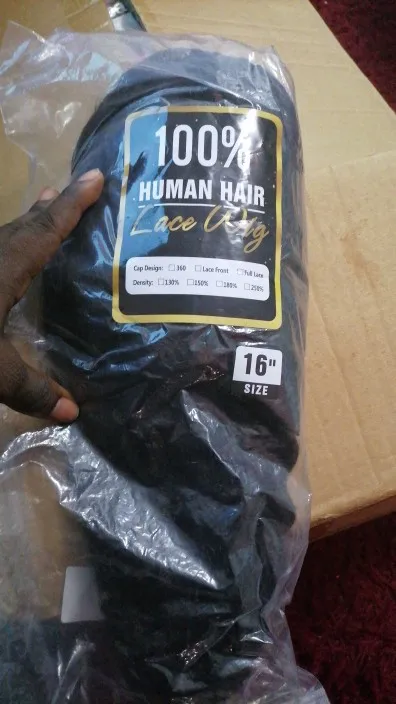 100%
HUMAN HAIR
Lace Wig
Cap Design: ☐360 ☐Lace Front ☐Full Lace
Density: ☐130% ☐150% ☐180% ☐250%
16"
SIZE